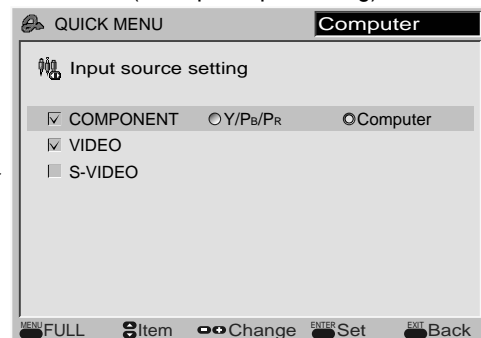 QUICK MENU Computer
Input source setting
COMPONENT Y/PB/PR Computer
VIDEO
S-VIDEO
MENU FULL Item Change ENTER Set EXIT Back